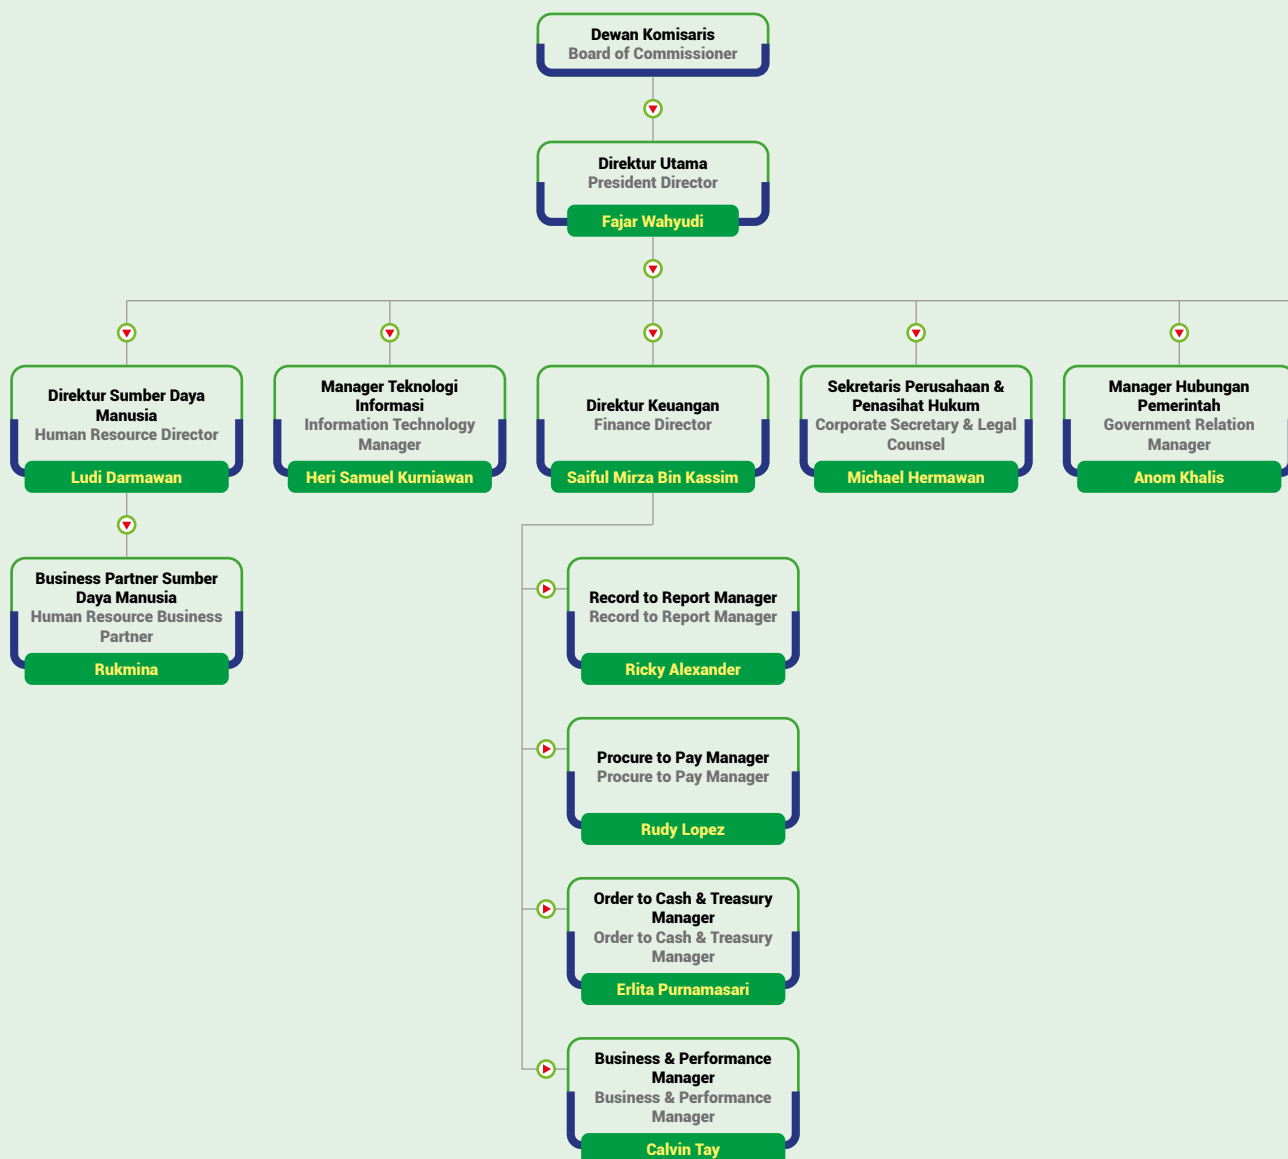 Dewan Komisaris
Board of Commissioner
Direktur Utama
President Director
Fajar Wahyudi
Direktur Sumber Daya
Manusia
Human Resource Director
Ludi Darmawan
Manager Teknologi
Informasi
Information Technology
Manager
Heri Samuel Kurniawan
Direktur Keuangan
Finance Director
Saiful Mirza Bin Kassim
Sekretaris Perusahaan &
Penasihat Hukum
Corporate Secretary & Legal
Counsel
Michael Hermawan
Manager Hubungan
Pemerintah
Government Relation
Manager
Anom Khalis
Business Partner Sumber
Daya Manusia
Human Resource Business
Partner
Rukmina
Record to Report Manager
Record to Report Manager
Ricky Alexander
Procure to Pay Manager
Procure to Pay Manager
Rudy Lopez
Order to Cash & Treasury
Manager
Order to Cash & Treasury
Manager
Erlita Purnamasari
Business & Performance
Manager
Business & Performance
Manager
Calvin Tay